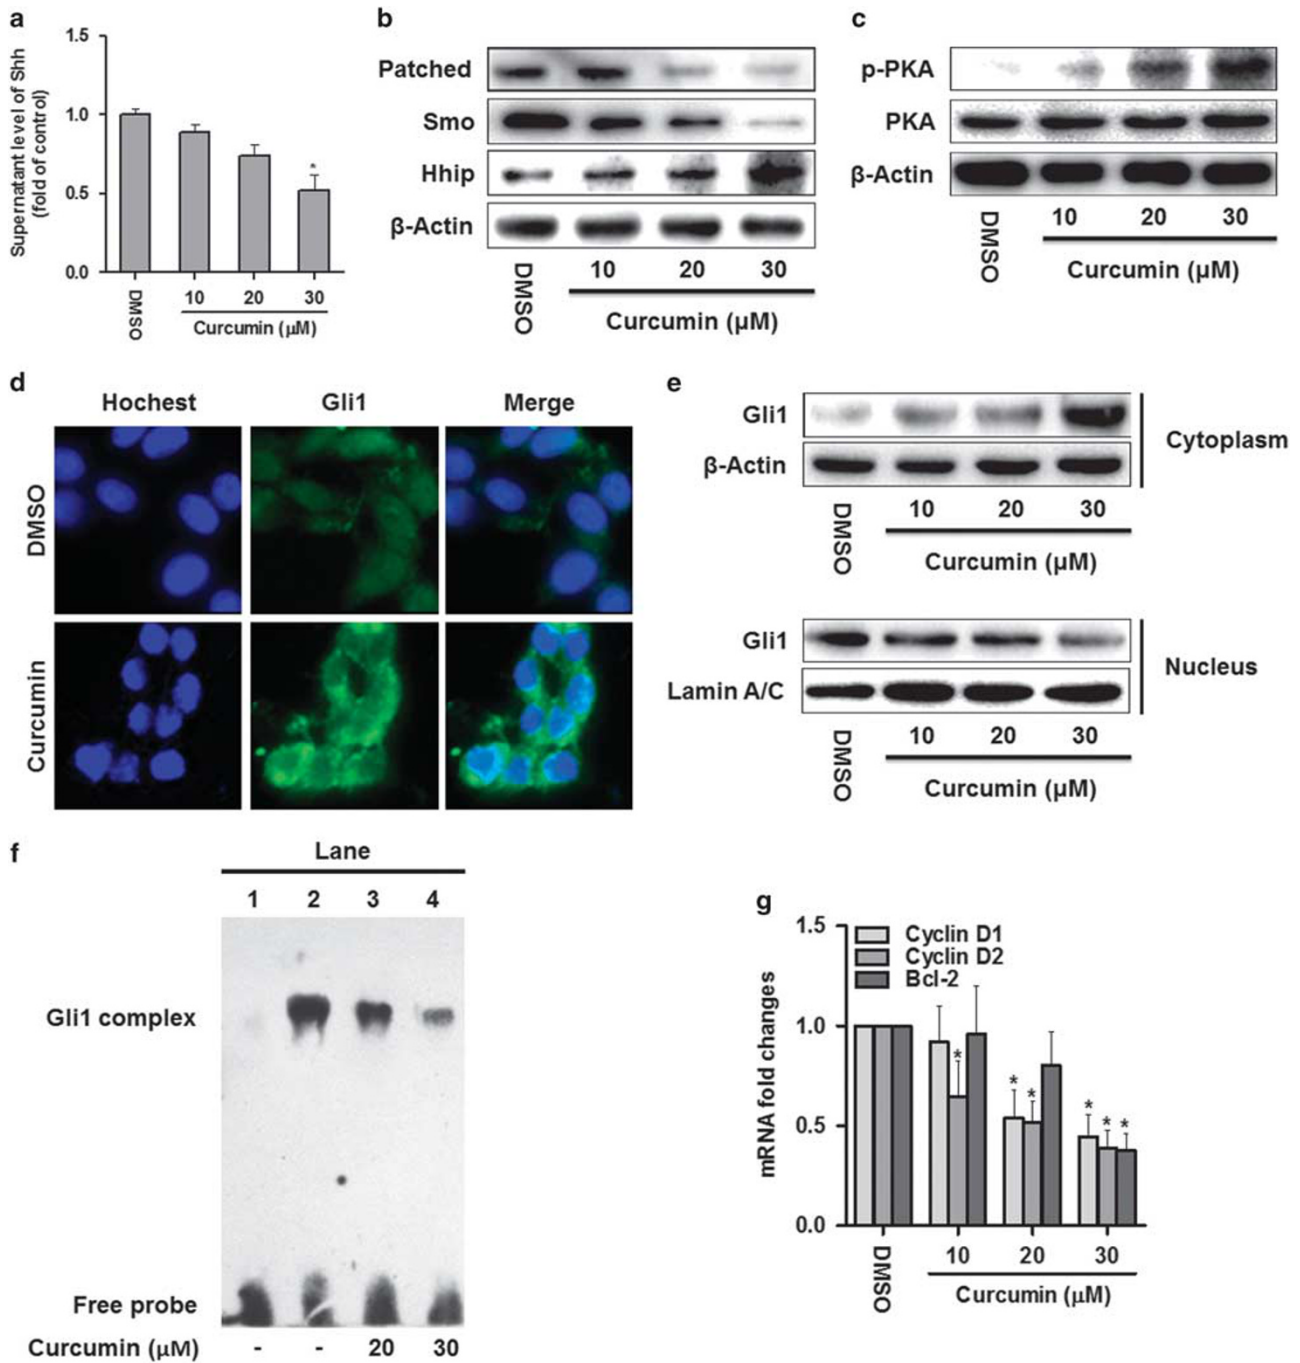 a
Supernatant level of Shh
(fold of control)
1.5
1.0
0.5
0.0
DMSO
10 20 30
Curcumin (µM)
*
b
Patched
Smo
Hhip
β-Actin
DMSO
10 20 30
Curcumin (µM)
c
p-PKA
PKA
β-Actin
DMSO
10 20 30
Curcumin (µM)
d
Hochest Gli1 Merge
DMSO
Curcumin
e
Gli1
β-Actin
Cytoplasm
DMSO
10 20 30
Curcumin (µM)
Gli1
Lamin A/C
Nucleus
DMSO
10 20 30
Curcumin (µM)
f
Lane
1 2 3 4
Gli1 complex
Free probe
Curcumin (µM) - - 20 30
g
mRNA fold changes
1.5
1.0
0.5
0.0
Cyclin D1
Cyclin D2
Bcl-2
*
* *
* * *
DMSO
10 20 30
Curcumin (µM)